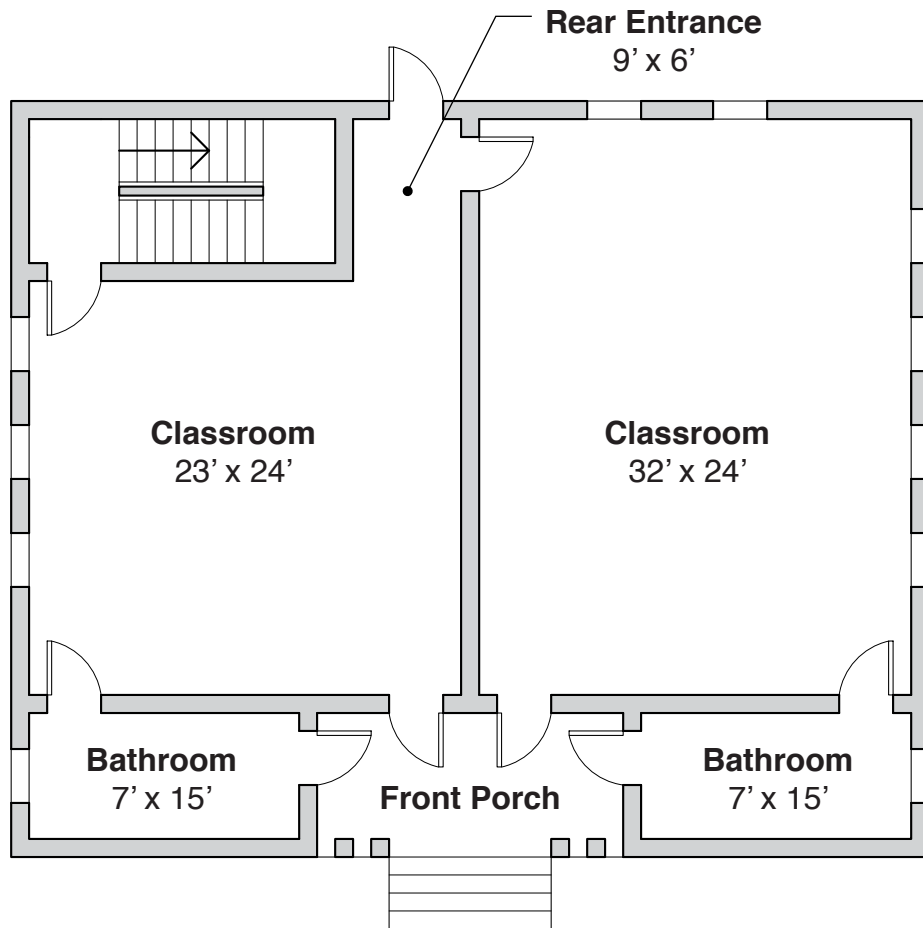 Rear Entrance
9’ x 6’
Classroom
23’ x 24’
Classroom
32’ x 24’
Bathroom
7’ x 15’
Front Porch
Bathroom
7’ x 15’